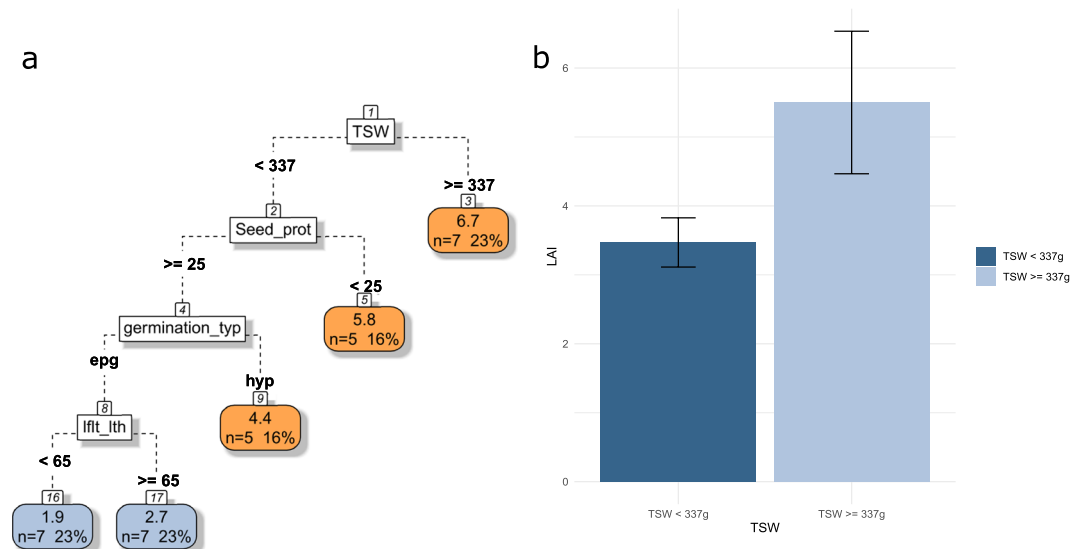 a
1
TSW
< 337
>= 337
2
Seed_prot
3
6.7
n=7 23%
>= 25
< 25
4
germination_typ
5
5.8
n=5 16%
epg
hyp
8
lflt_lth
9
4.4
n=5 16%
< 65
>= 65
16
1.9
n=7 23%
17
2.7
n=7 23%
b
6
4
2
0
LAI
TSW < 337g
TSW >= 337g
TSW
TSW < 337g
TSW >= 337g